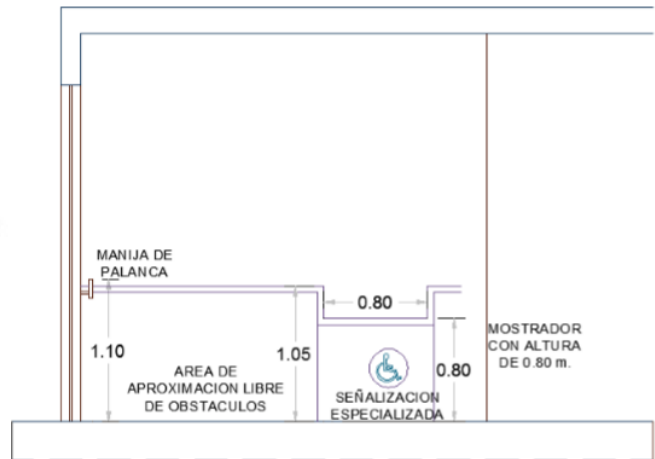 MANIJA DE
PALANCA
0.80
1.10
1.05
AREA DE
APROXIMACION LIBRE
DE OBSTACULOS
0.80
SEÑALIZACION
ESPECIALIZADA
MOSTRADOR
CON ALTURA
DE 0.80 m.